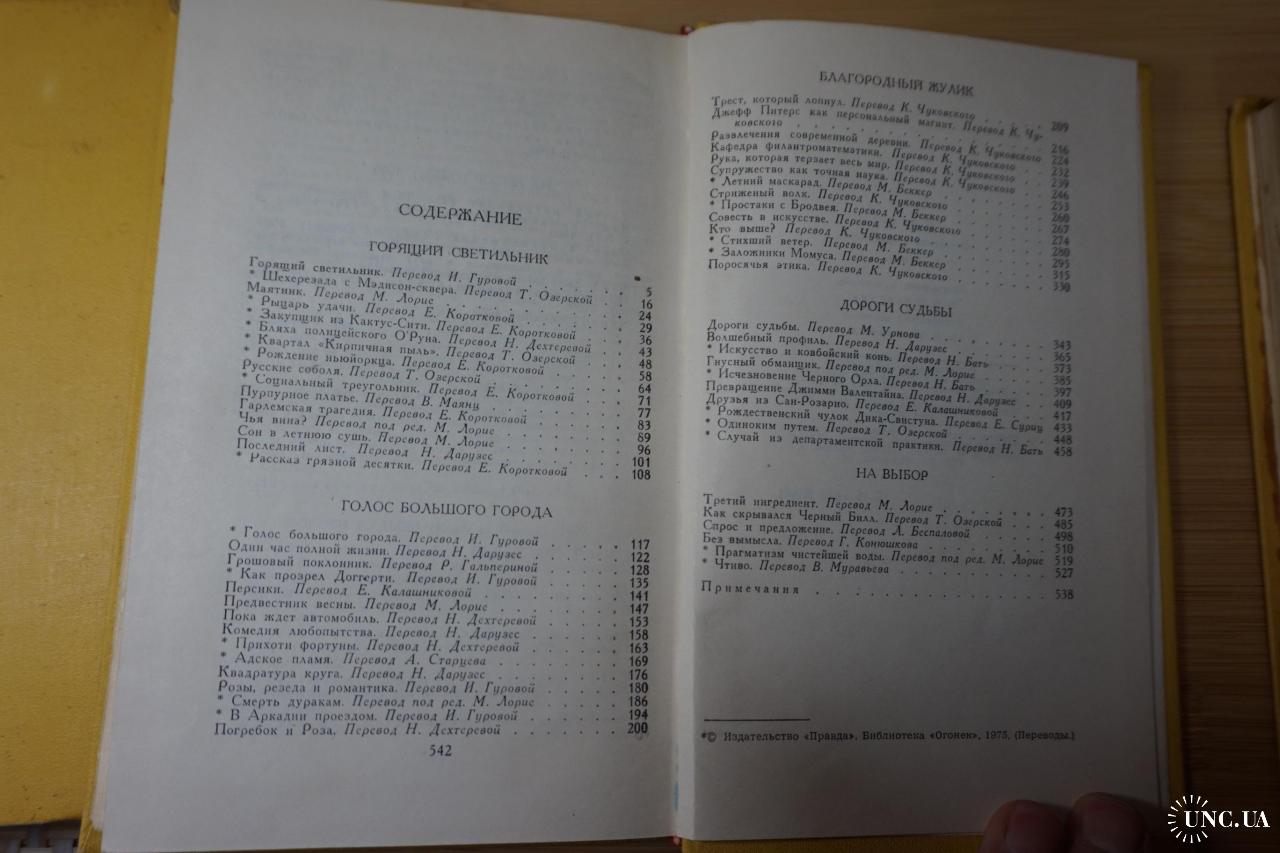 СОДЕРЖАНИЕ
ГОРЯЩИЙ СВЕТИЛЬНИК
Горящий светильник. Перевод И. Гуровой . . . . . . 5
* Шехерезада с Мэдисон-сквера. Перевод Т. Озерской . . 16
Маятник. Перевод М. Лорие . . . . . . . . . 24
* Рыцарь удачи. Перевод Е. Коротковой . . . . . 29
* Закупщик из Кактус-Сити. Перевод Е. Коротковой . . . 36
* Бляха полицейского О'Руна. Перевод Н. Дехтеревой . . 43
* Квартал «Кирпичная пыль». Перевод Т. Озерской . . . 48
* Рождение ньюйоркца. Перевод Е. Коротковой . . . . 58
Русские соболя. Перевод Т. Озерской . . . . . . 64
* Социальный треугольник. Перевод Е. Коротковой . . . 71
Пурпурное платье. Перевод В. Маянц . . . . . . 77
Гарлемская трагедия. Перевод Е. Коротковой . . . . 83
Чья вина? Перевод под ред. М. Лорие . . . . . . 89
Сон в летнюю сушь. Перевод М. Лорие . . . . . . 96
Последний лист. Перевод Н. Дарузес . . . . . . 101
* Рассказ грязной десятки. Перевод Е. Коротковой . . . 108
ГОЛОС БОЛЬШОГО ГОРОДА
* Голос большого города. Перевод И. Гуровой . . . . 117
Один час полной жизни. Перевод Н. Дарузес . . . . . 122
Грошовый поклонник. Перевод Р. Гальпериной . . . . 128
* Как прозрел Доггерти. Перевод И. Гуровой . . . . . 135
Персики. Перевод Е. Калашниковой . . . . . . . 141
Предвестник весны. Перевод М. Лорие . . . . . . 147
Пока ждет автомобиль. Перевод Н. Дехтеревой . . . . 153
Комедия любопытства. Перевод Н. Дарузес . . . . . 158
* Прихоти фортуны. Перевод Н. Дехтеревой . . . . . 163
* Адское пламя. Перевод А. Старцева . . . . . . 169
Квадратура круга. Перевод Н. Дарузес . . . . . . 176
Розы, резеда и романтика. Перевод И. Гуровой . . . . 180
* Смерть дуракам. Перевод под ред. М. Лорие . . . . 186
* В Аркадии проездом. Перевод И. Гуровой . . . . . 194
Погребок и Роза. Перевод Н. Дехтеревой . . . . . . 200
542
БЛАГОРОДНЫЙ ЖУЛИК
Трест, который лопнул. Перевод К. Чуковского . . . . 209
Джефф Питерс как персональный магнит. Перевод К. Чу-
ковского . . . . . . . . . . . . . 216
Развлечения современной деревни. Перевод К. Чуковского 224
Кафедра филантроматематики. Перевод К. Чуковского . . 232
Рука, которая терзает весь мир. Перевод К. Чуковского . . 239
Супружество как точная наука. Перевод К. Чуковского . . 246
* Летний маскарад. Перевод М. Беккер . . . . . 253
Стриженый волк. Перевод К. Чуковского . . . . . 260
* Простаки с Бродвея. Перевод М. Беккер . . . . . 267
Совесть в искусстве. Перевод К. Чуковского . . . . . 274
Кто выше? Перевод К. Чуковского . . . . . . . 280
* Стихший ветер. Перевод М. Беккер . . . . . . 295
* Заложники Момуса. Перевод М. Беккер . . . . . 315
Поросячья этика. Перевод К. Чуковского . . . . . 330
ДОРОГИ СУДЬБЫ
Дороги судьбы. Перевод М. Урнова . . . . . . . 343
Волшебный профиль. Перевод Н. Дарузес . . . . . 365
* Искусство и ковбойский конь. Перевод Н. Бать . . . 373
Гнусный обманщик. Перевод под ред. М. Лорие . . . . 385
* Исчезновение Черного Орла. Перевод Н. Бать . . . . 397
Превращение Джимми Валентайна. Перевод Н. Дарузес . . 409
Друзья из Сан-Розарио. Перевод Е. Калашниковой . . . 417
* Рождественский чулок Дика-Свистуна. Перевод Е. Суриц 433
* Одиноким путем. Перевод Т. Озерской . . . . . . 448
* Случай из департаментской практики. Перевод Н. Бать 458
НА ВЫБОР
Третий ингредиент. Перевод М. Лорие . . . . . . 473
Как скрывался Черный Билл. Перевод Т. Озерской . . . 485
Спрос и предложение. Перевод Л. Беспаловой . . . . 498
Без вымысла. Перевод Г. Конюшкова . . . . . . 510
* Прагматизм чистейшей воды. Перевод под ред. М. Лорие 519
* Чтиво. Перевод В. Муравьева . . . . . . . . 527
Примечания . . . . . . . . . . . . 538
*© Издательство «Правда», Библиотека «Огонек», 1975, (Переводы.)
UNC.UA